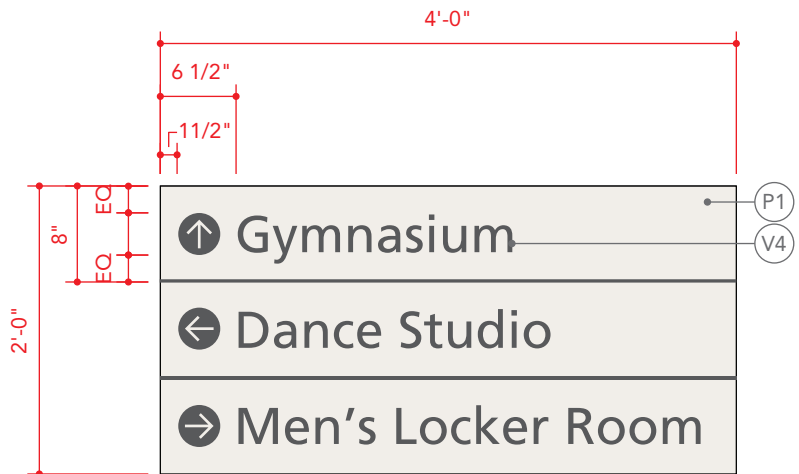 4'-0"
6 1/2"
11/2"
EQ
8"
EQ
2'-0"
Gymnasium
P1
V4
Dance Studio
Men’s Locker Room